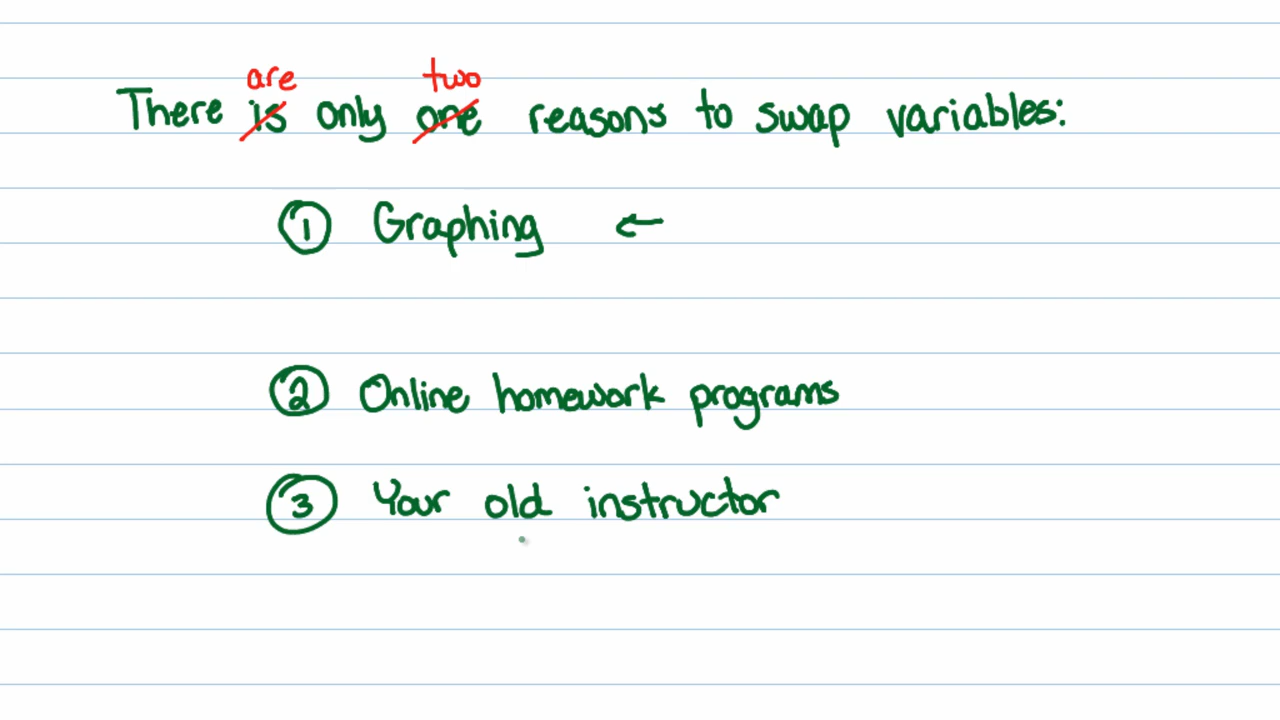 are two
There is only one reasons to swap variables:
1 Graphing ←
2 Online homework programs
3 Your old instructor